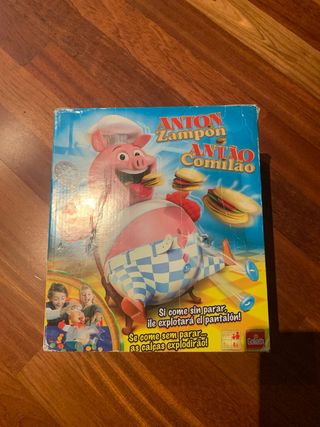 ANTON
Zampón
ANTÃO
Comilão
Si come sin parar,
¡le explotará el pantalón!
Se come sem parar...
as calças explodirão!
Goliath